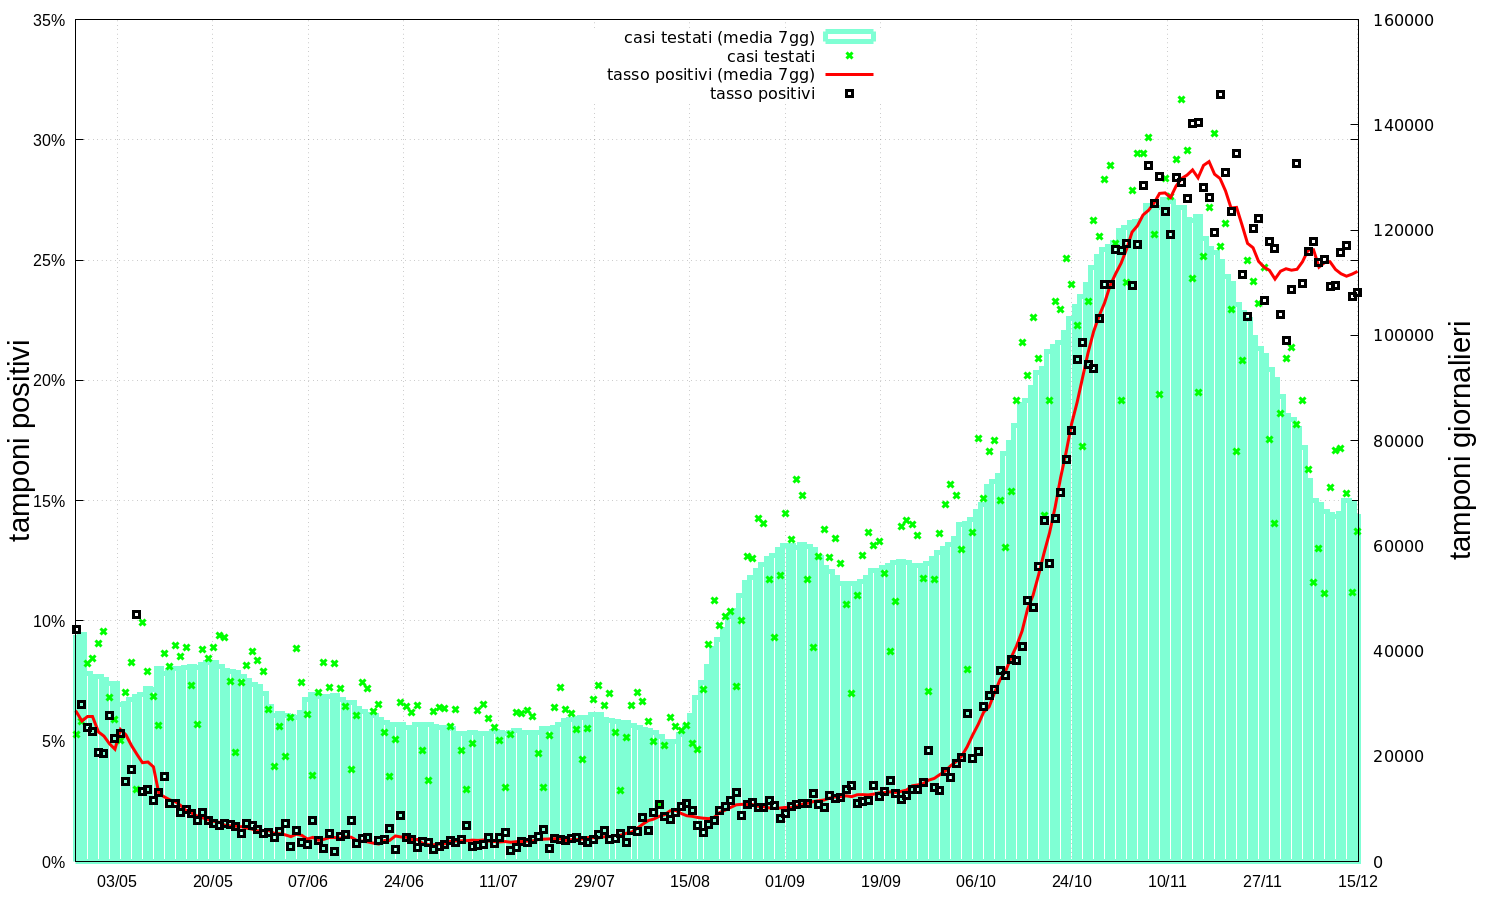 casi testati (media 7gg)
casi testati
tasso positivi (media 7gg)
tasso positivi
tamponi positivi
35%
30%
25%
20%
15%
10%
5%
0%
160000
140000
120000
100000
80000
60000
40000
20000
0
tamponi giornalieri
03/05 20/05 07/06 24/06 11/07 29/07 15/08 01/09 19/09 06/10 24/10 10/11 27/11 15/12